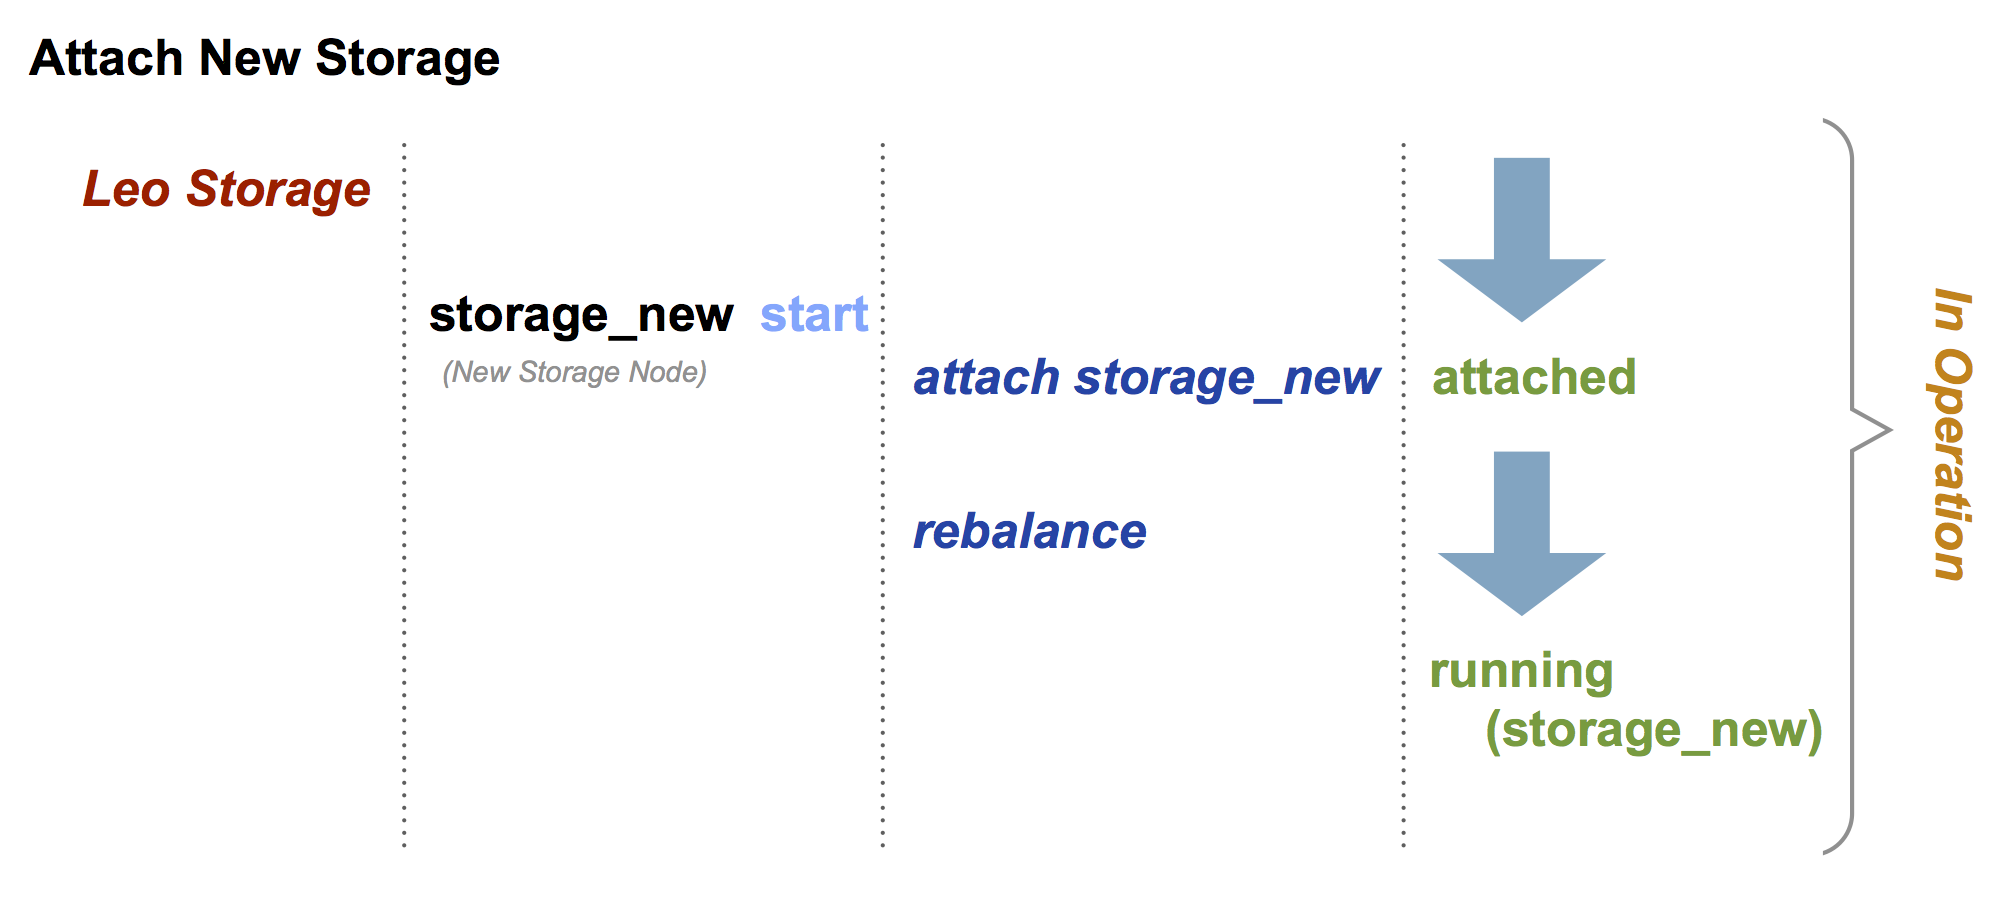 Attach New Storage
Leo Storage
storage_new start
(New Storage Node)
attach storage_new
attached
rebalance
running
(storage_new)
In Operation